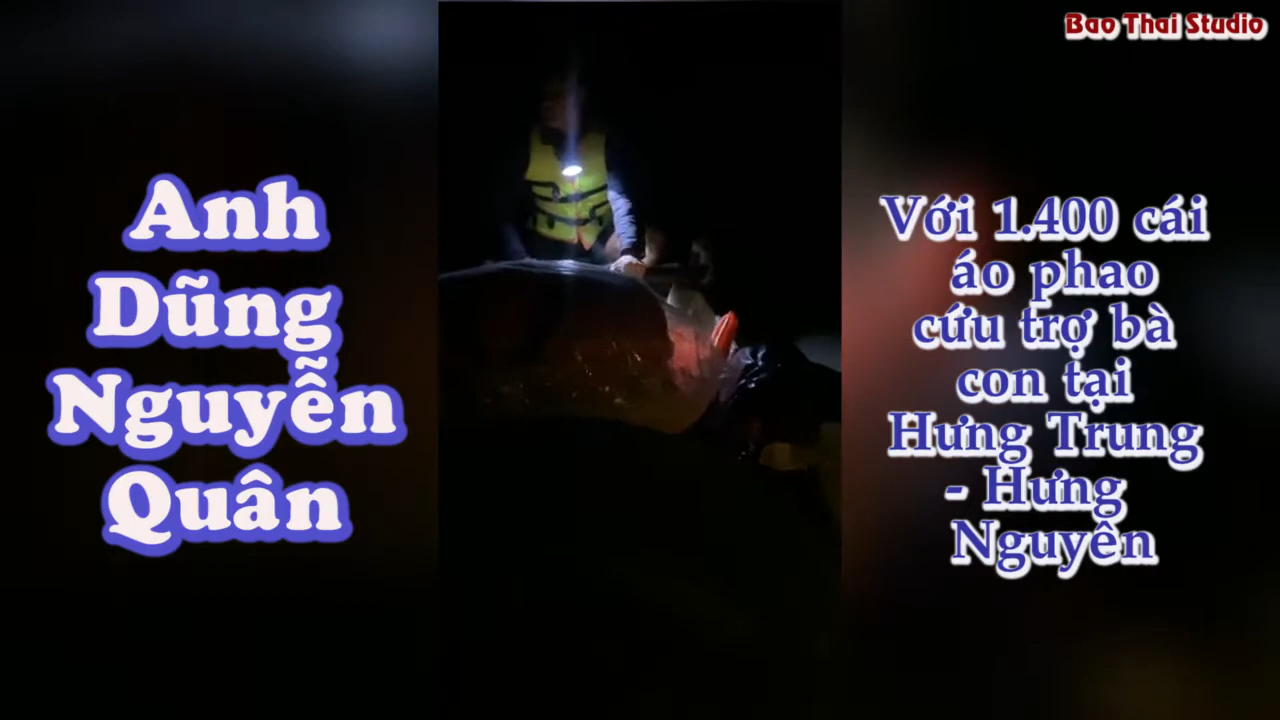 Bao Thai Studio
Anh
Dũng
Nguyễn
Quân
Với 1.400 cái
áo phao
cứu trợ bà
con tại
Hưng Trung
- Hưng
Nguyên